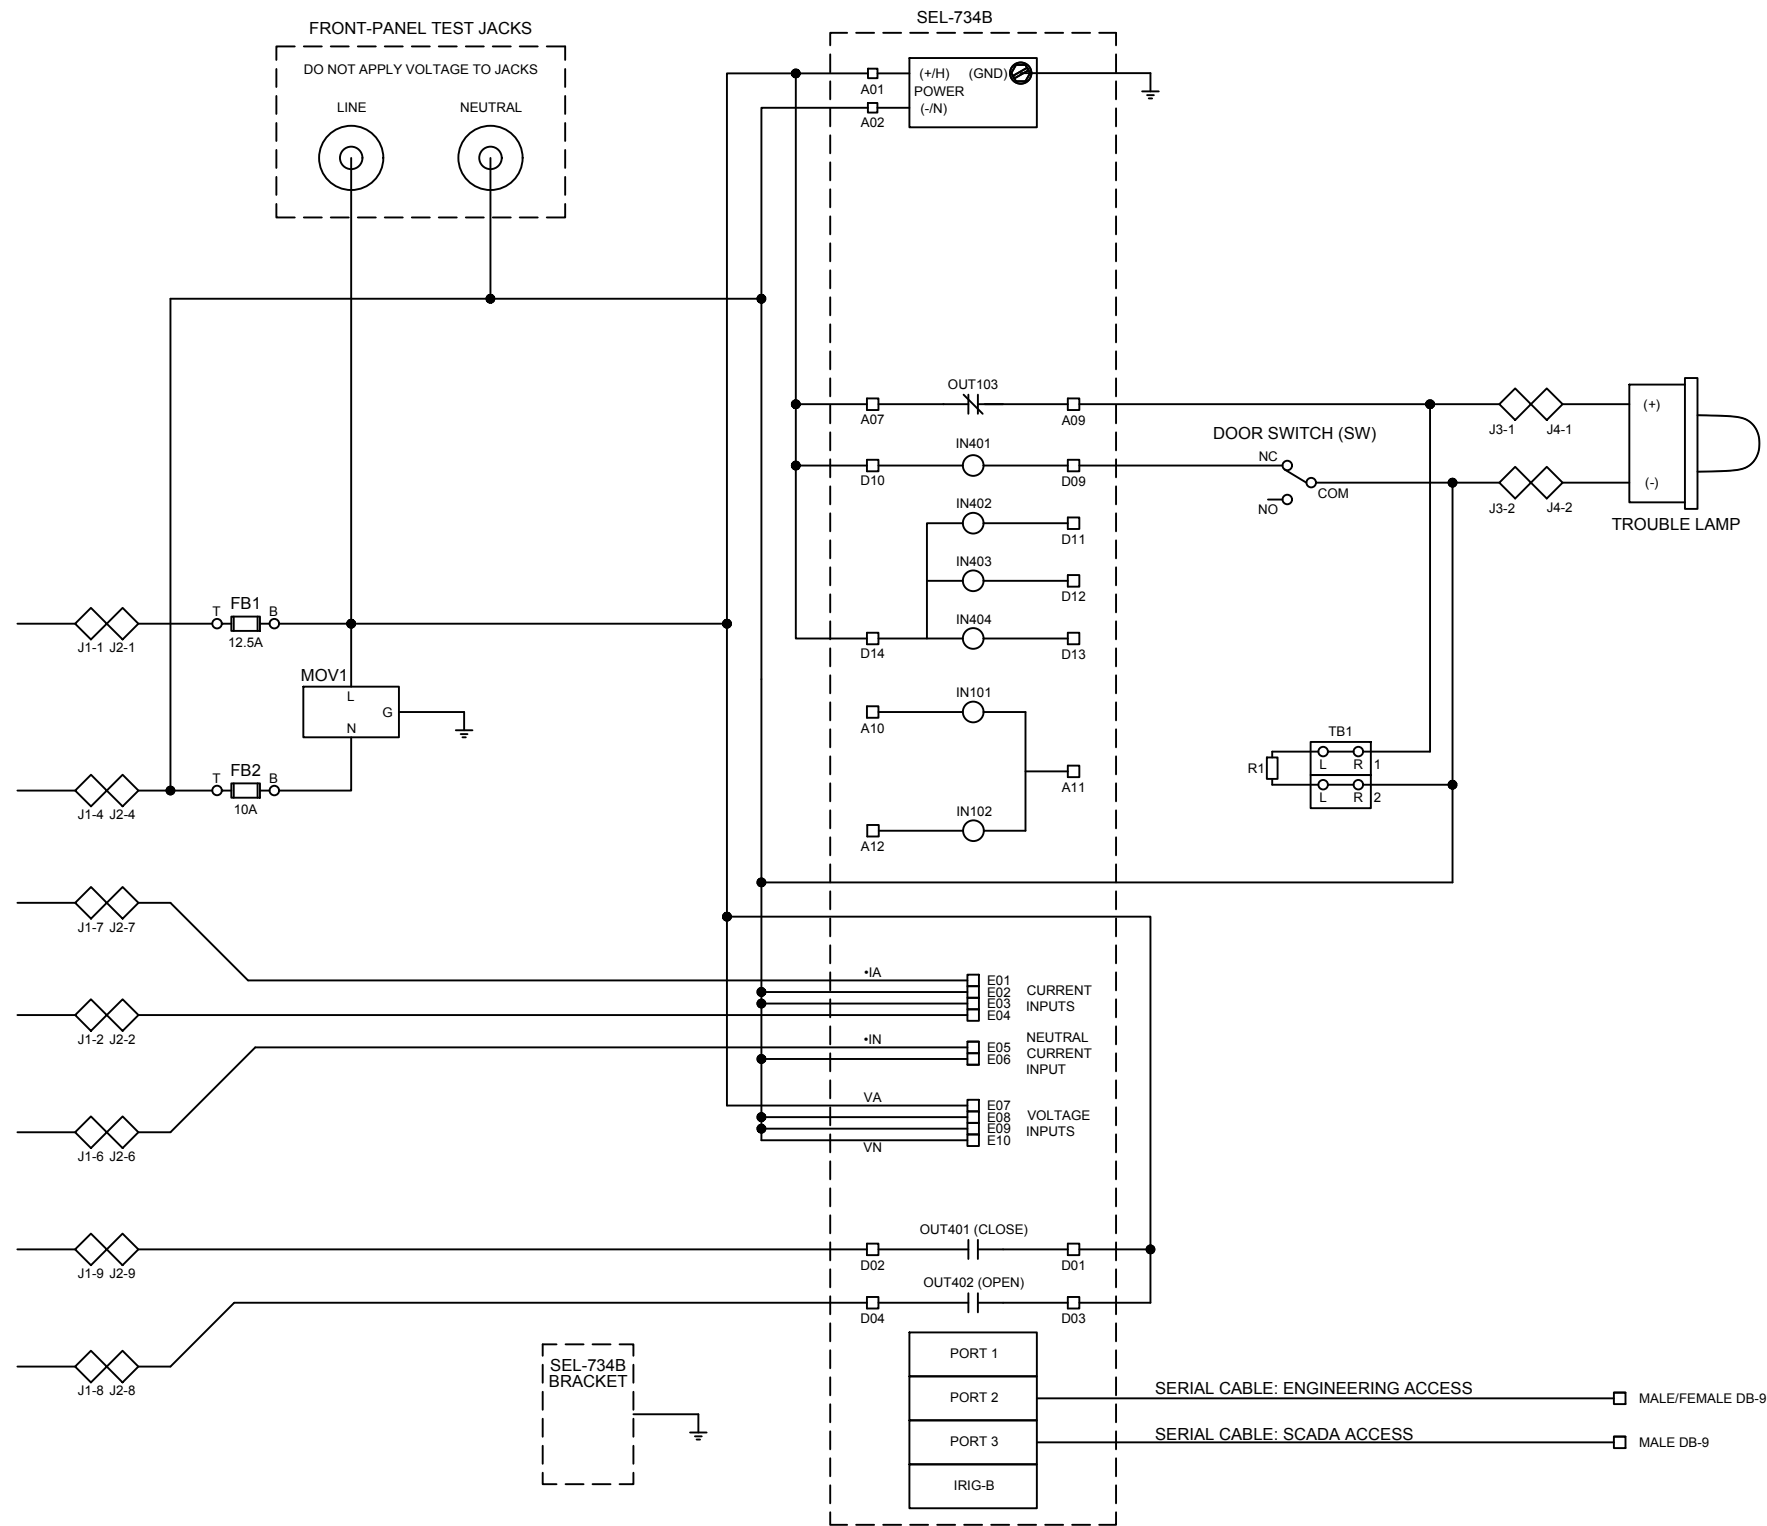 SEL-734B
FRONT-PANEL TEST JACKS
DO NOT APPLY VOLTAGE TO JACKS
LINE
NEUTRAL
(+/H)
(GND)
POWER
(-/N)
A01
A02
OUT103
A07
A09
IN401
D10
D09
IN402
D11
IN403
D12
IN404
D14
D13
IN101
A10
A11
IN102
A12
DOOR SWITCH (SW)
NC
COM
NO
J3-1
J4-1
J3-2
J4-2
(+)
(-)
TROUBLE LAMP
TB1
R1
L
R
1
L
R
2
T
FB1
B
12.5A
J1-1
J2-1
MOV1
L
G
N
T
FB2
B
10A
J1-4
J2-4
J1-7
J2-7
•IA
E01
E02
E03
E04
CURRENT
INPUTS
J1-2
J2-2
•IN
E05
E06
NEUTRAL
CURRENT
INPUT
J1-6
J2-6
VA
VN
E07
E08
E09
E10
VOLTAGE
INPUTS
OUT401 (CLOSE)
J1-9
J2-9
D02
D01
OUT402 (OPEN)
D04
D03
J1-8
J2-8
SEL-734B
BRACKET
PORT 1
PORT 2
PORT 3
IRIG-B
SERIAL CABLE: ENGINEERING ACCESS
MALE/FEMALE DB-9
SERIAL CABLE: SCADA ACCESS
MALE DB-9